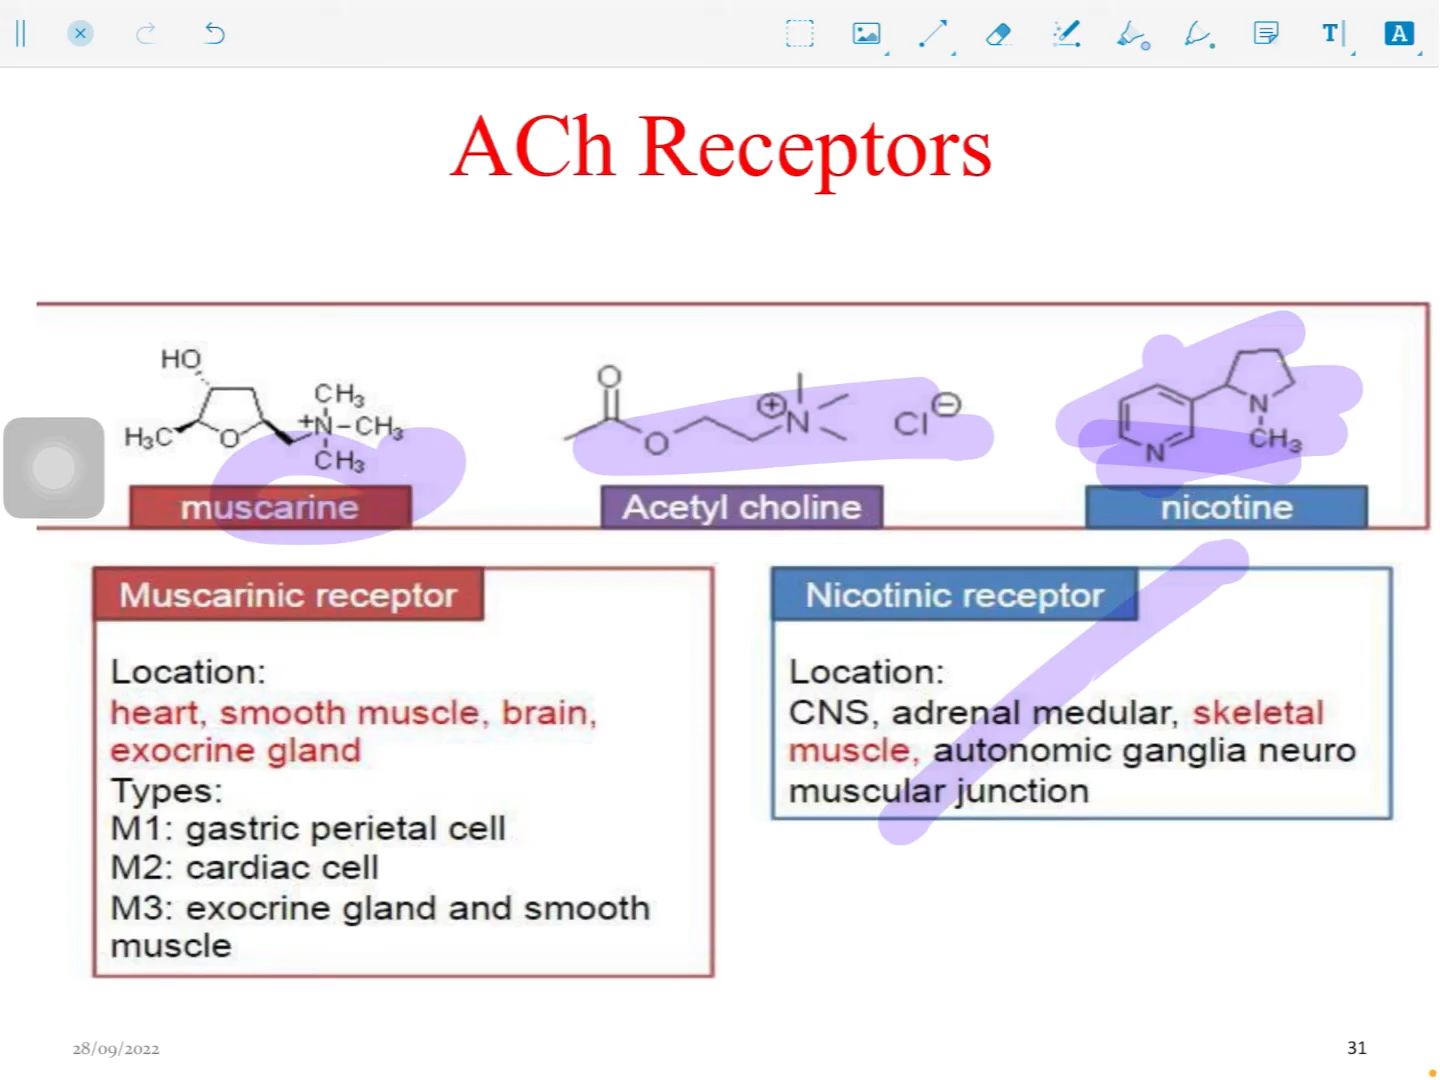 T
A
ACh Receptors
HO
H₃C
O
CH₃
+N-CH₃
CH₃
muscarine
O
O
⊕
N
Cl⊖
Acetyl choline
N
N
CH₃
nicotine
Muscarinic receptor
Location:
heart, smooth muscle, brain,
exocrine gland
Types:
M1: gastric perietal cell
M2: cardiac cell
M3: exocrine gland and smooth
muscle
Nicotinic receptor
Location:
CNS, adrenal medular, skeletal
muscle, autonomic ganglia neuro
muscular junction
28/09/2022
31